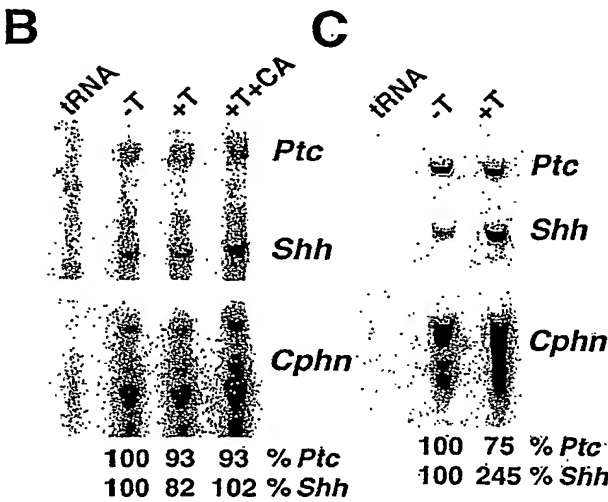 B
tRNA -T +T +T+CA
Ptc
Shh
Cphn
100 93 93 % Ptc
100 82 102 % Shh
C
tRNA -T +T
Ptc
Shh
Cphn
100 75 % Ptc
100 245 % Shh